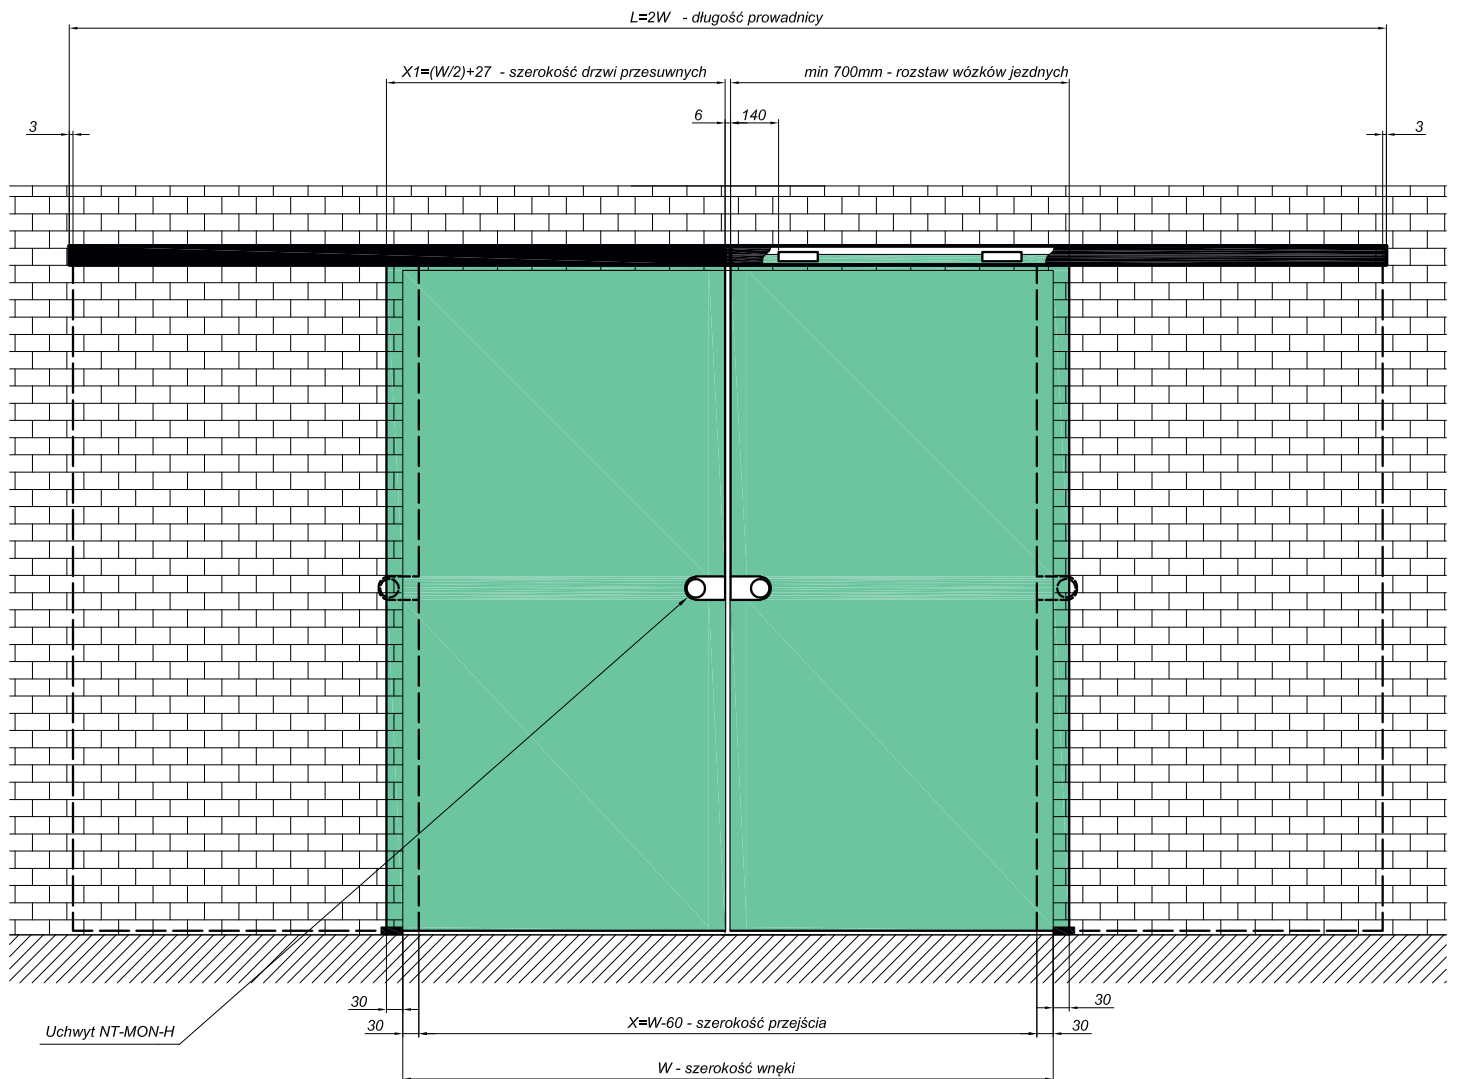 L=2W - długość prowadnicy
X1=(W/2)+27 - szerokość drzwi przesuwnych
min 700mm - rozstaw wózków jezdnych
6
140
3
3
30
30
30
X=W-60 - szerokość przejścia
30
Uchwyt NT-MON-H
W - szerokość wnęki